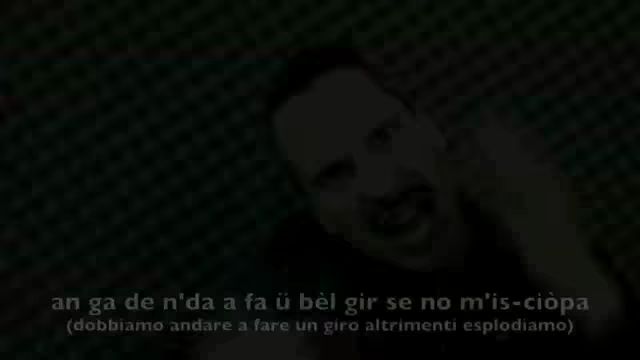 an ga de n'da a fa ü bèl gir se no m'is-ciòpa
(dobbiamo andare a fare un giro altrimenti esplodiamo)